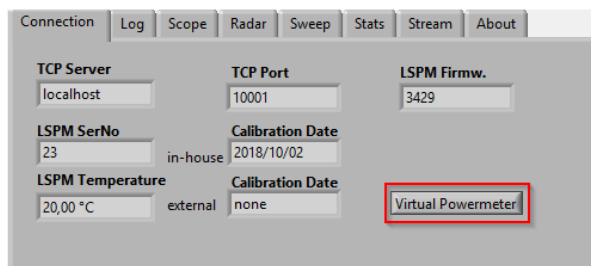 Connection Log Scope Radar Sweep Stats Stream About
TCP Server TCP Port LSPM Firmw.
localhost 10001 3429
LSPM SerNo Calibration Date
23 in-house 2018/10/02
LSPM Temperature Calibration Date
20,00 °C external none Virtual Powermeter